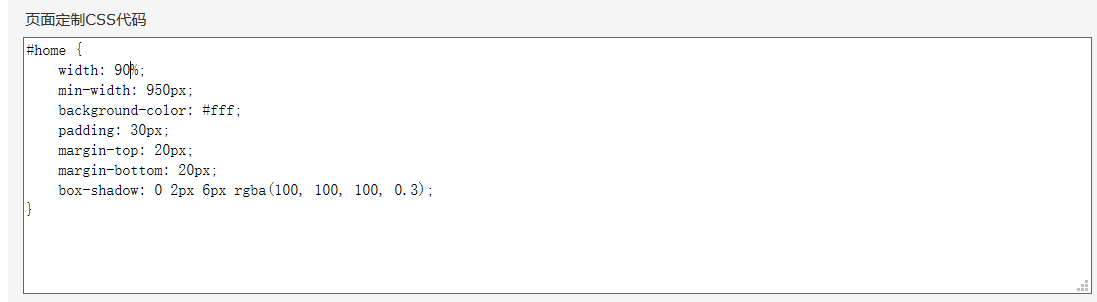 页面定制CSS代码
#home {
    width: 90%;
    min-width: 950px;
    background-color: #fff;
    padding: 30px;
    margin-top: 20px;
    margin-bottom: 20px;
    box-shadow: 0 2px 6px rgba(100, 100, 100, 0.3);
}